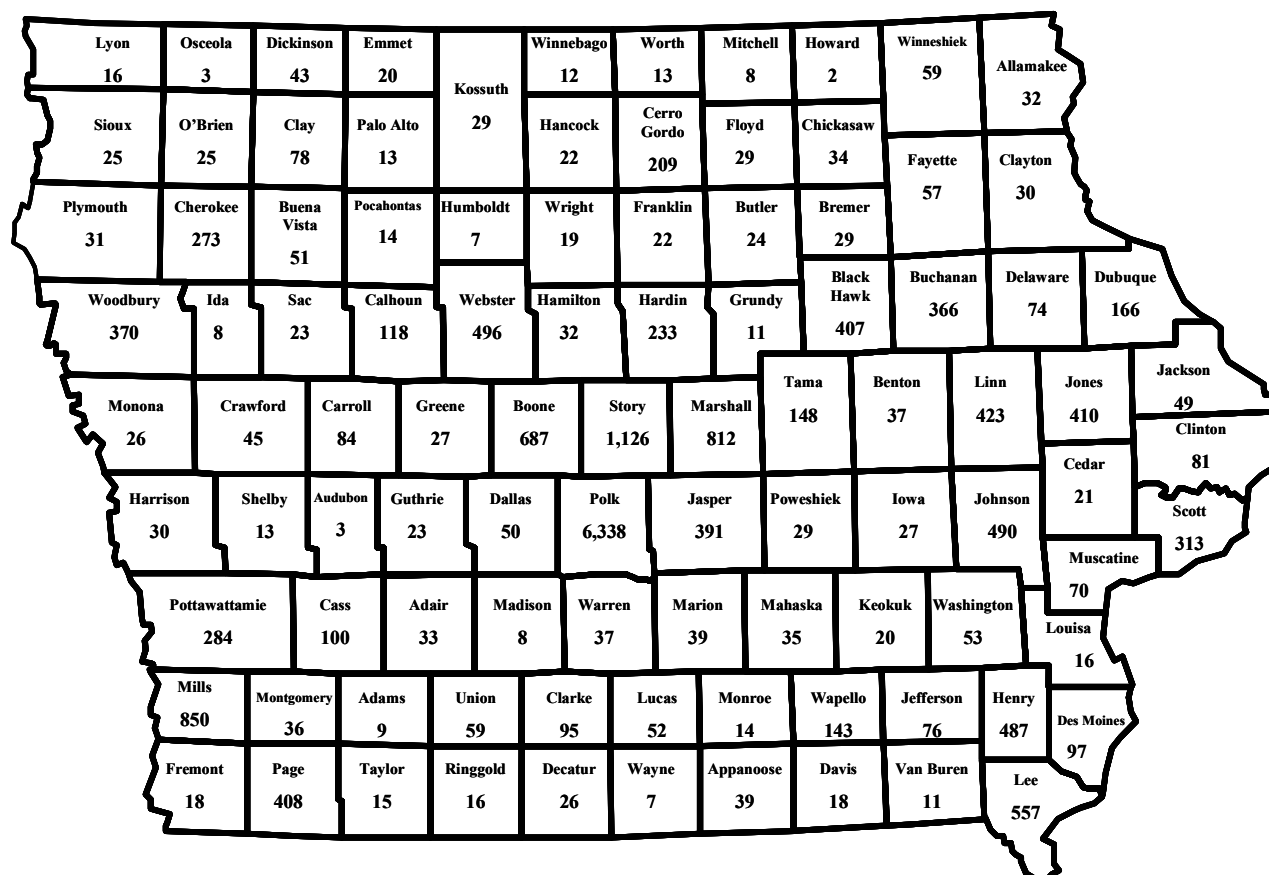 Lyon
16
Osceola
3
Dickinson
43
Emmet
20
Kossuth
29
Winnebago
12
Worth
13
Mitchell
8
Howard
2
Winneshiek
59
Allamakee
32
Sioux
25
O’Brien
25
Clay
78
Palo Alto
13
Hancock
22
Cerro
Gordo
209
Floyd
29
Chickasaw
34
Fayette
57
Clayton
30
Plymouth
31
Cherokee
273
Buena
Vista
51
Pocahontas
14
Humboldt
7
Wright
19
Franklin
22
Butler
24
Bremer
29
Woodbury
370
Ida
8
Sac
23
Calhoun
118
Webster
496
Hamilton
32
Hardin
233
Grundy
11
Black
Hawk
407
Buchanan
366
Delaware
74
Dubuque
166
Monona
26
Crawford
45
Carroll
84
Greene
27
Boone
687
Story
1,126
Marshall
812
Tama
148
Benton
37
Linn
423
Jones
410
Jackson
49
Clinton
81
Harrison
30
Shelby
13
Audubon
3
Guthrie
23
Dallas
50
Polk
6,338
Jasper
391
Poweshiek
29
Iowa
27
Johnson
490
Cedar
21
Scott
313
Muscatine
70
Pottawattamie
284
Cass
100
Adair
33
Madison
8
Warren
37
Marion
39
Mahaska
35
Keokuk
20
Washington
53
Louisa
16
Mills
850
Montgomery
36
Adams
9
Union
59
Clarke
95
Lucas
52
Monroe
14
Wapello
143
Jefferson
76
Henry
487
Des Moines
97
Fremont
18
Page
408
Taylor
15
Ringgold
16
Decatur
26
Wayne
7
Appanoose
39
Davis
18
Van Buren
11
Lee
557